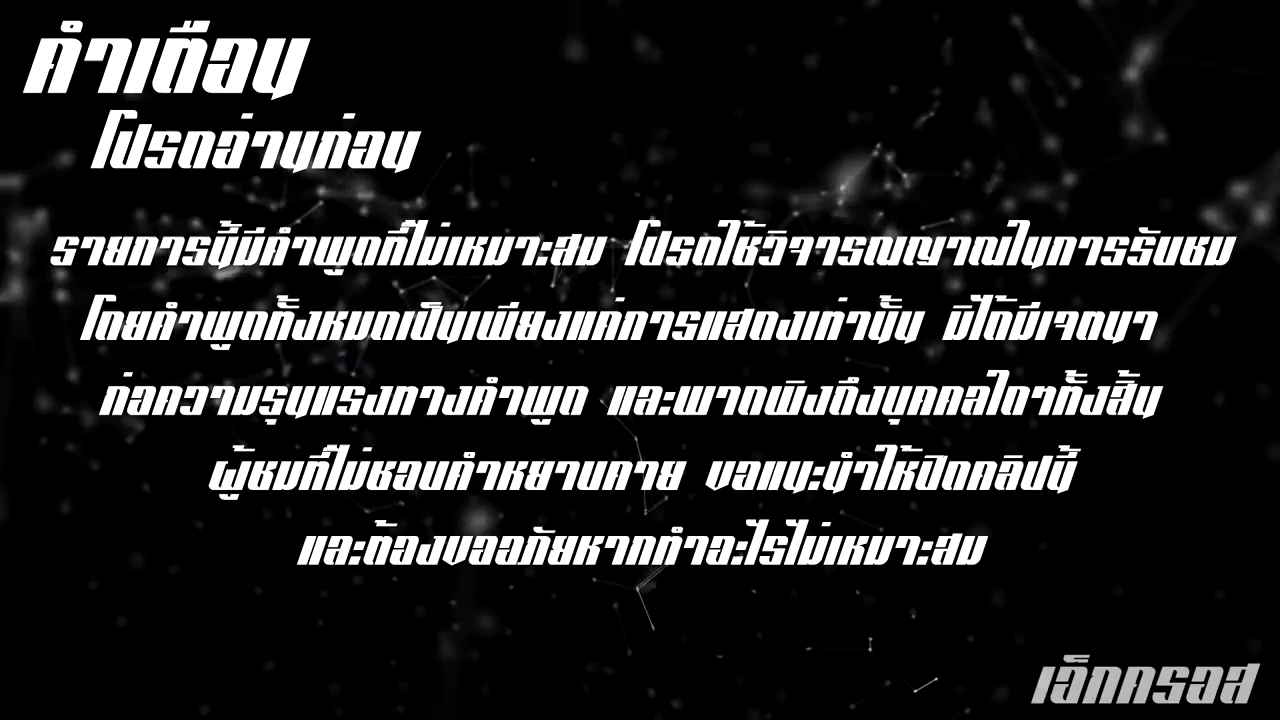 คำเตือน
โปรดอ่านก่อน
รายการนี้มีคำพูดที่ไม่เหมาะสม โปรดใช้วิจารณญาณในการรับชม
โดยคำพูดทั้งหมดเป็นเพียงแค่การแสดงเท่านั้น มิได้มีเจตนา
ก่อความรุนแรงทางคำพูด และพาดพิงถึงบุคคลใดๆทั้งสิ้น
ผู้ชมที่ไม่ชอบคำหยาบคาย ขอแนะนำให้ปิดคลิปนี้
และต้องขออภัยหากทำอะไรไม่เหมาะสม
เอ็กครอส